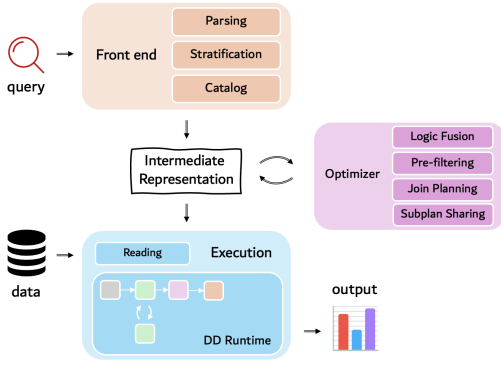 Parsing
Front end
Stratification
Catalog
query
Intermediate
Representation
Optimizer
Logic Fusion
Pre-filtering
Join Planning
Subplan Sharing
data
Reading
Execution
DD Runtime
output